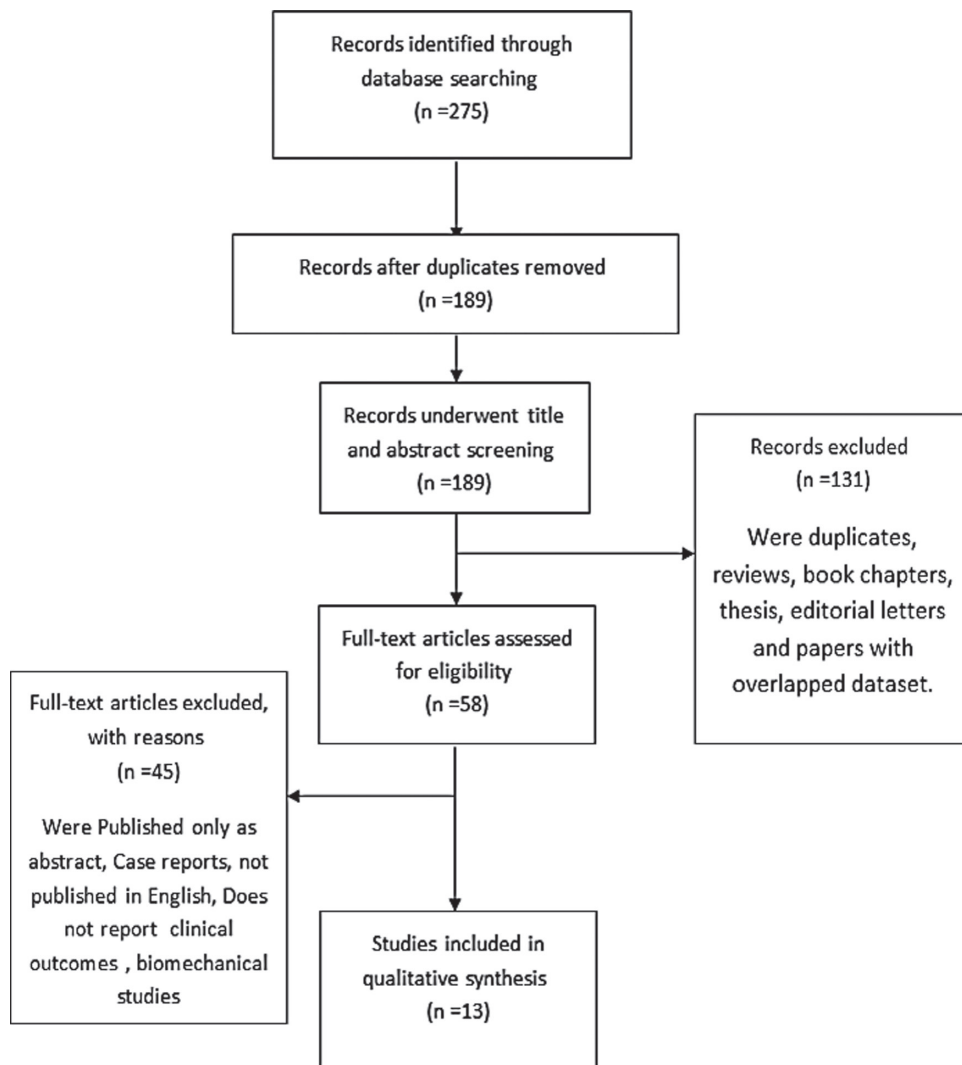 Records identified through
database searching
(n =275)
Records after duplicates removed
(n =189)
Records underwent title
and abstract screening
(n =189)
Records excluded
(n =131)
Were duplicates,
reviews, book chapters,
thesis, editorial letters
and papers with
overlapped dataset.
Full-text articles assessed
for eligibility
(n =58)
Full-text articles excluded,
with reasons
(n =45)
Were Published only as
abstract, Case reports, not
published in English, Does
not report clinical
outcomes , biomechanical
studies
Studies included in
qualitative synthesis
(n =13)